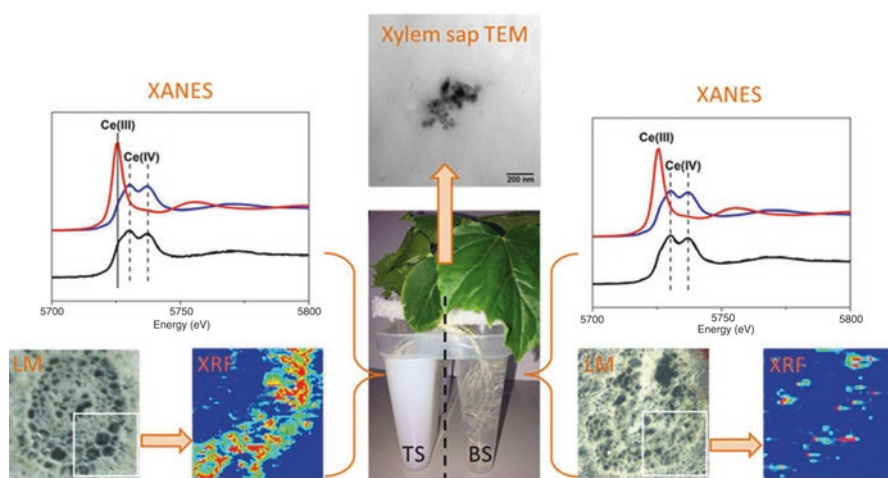 Xylem sap TEM
200 nm
XANES
Ce(III)
Ce(IV)
5700
5750
5800
Energy (eV)
LM
XRF
TS
BS
XANES
Ce(III)
Ce(IV)
5700
5750
5800
Energy (eV)
LM
XRF